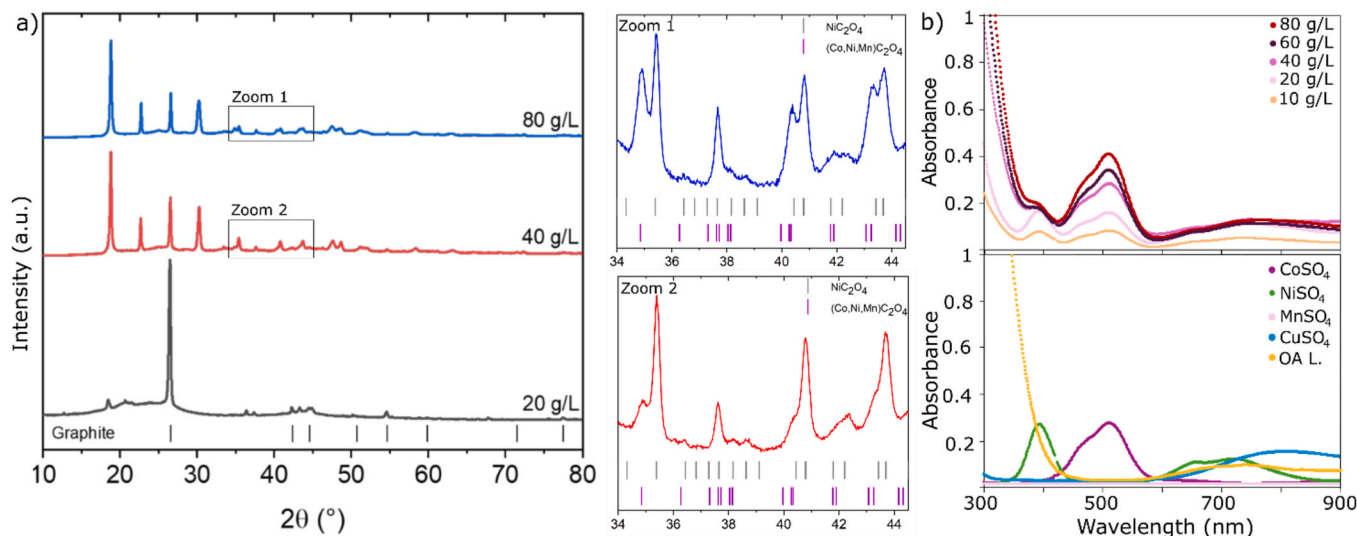 a)
Intensity (a.u.)
Zoom 1
80 g/L
Zoom 2
40 g/L
20 g/L
Graphite
10 20 30 40 50 60 70 80
2θ (°)
Zoom 1
NiC₂O₄
(Co,Ni,Mn)C₂O₄
34 36 38 40 42 44
Zoom 2
NiC₂O₄
(Co,Ni,Mn)C₂O₄
34 36 38 40 42 44
b)
Absorbance
1
0.8
0.6
0.4
0.2
80 g/L
60 g/L
40 g/L
20 g/L
10 g/L
Absorbance
1
0.8
0.6
0.4
0.2
CoSO₄
NiSO₄
MnSO₄
CuSO₄
OA L.
300 500 700 900
Wavelength (nm)